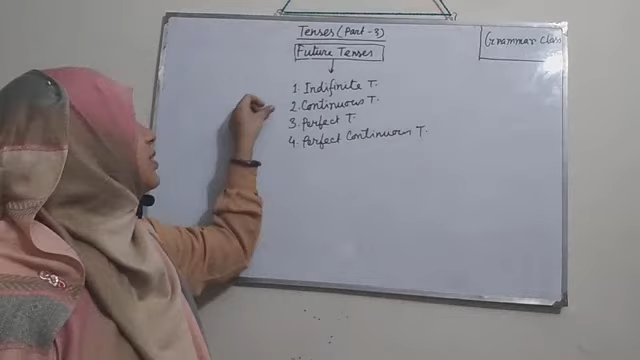 Tenses (Part-3)
Grammar Class
Future Tenses
1. Indifinite T.
2. Continuous T.
3. Perfect T.
4. Perfect Continuous T.